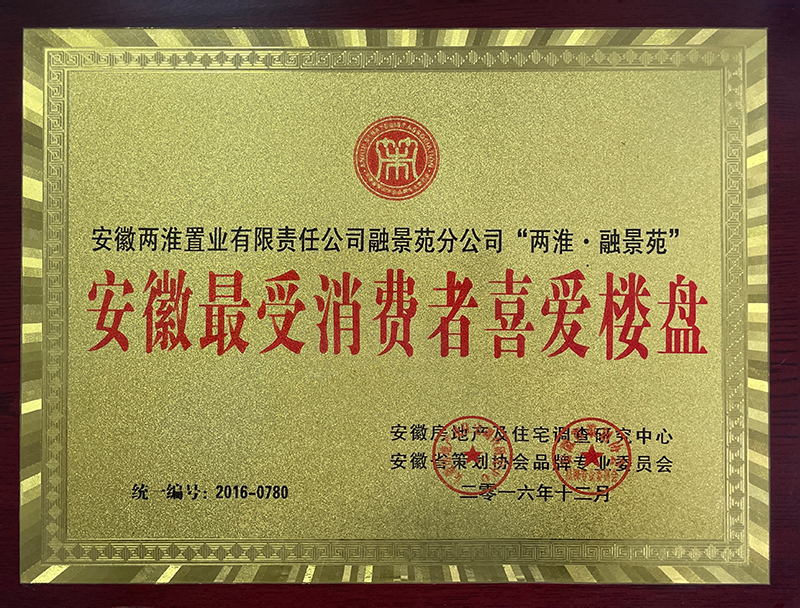 安徽两淮置业有限责任公司融景苑分公司“两淮·融景苑”
安徽最受消费者喜爱楼盘
安徽房地产及住宅调查研究中心
安徽省策划协会品牌专业委员会
二零一六年十二月
统一编号：2016-0780